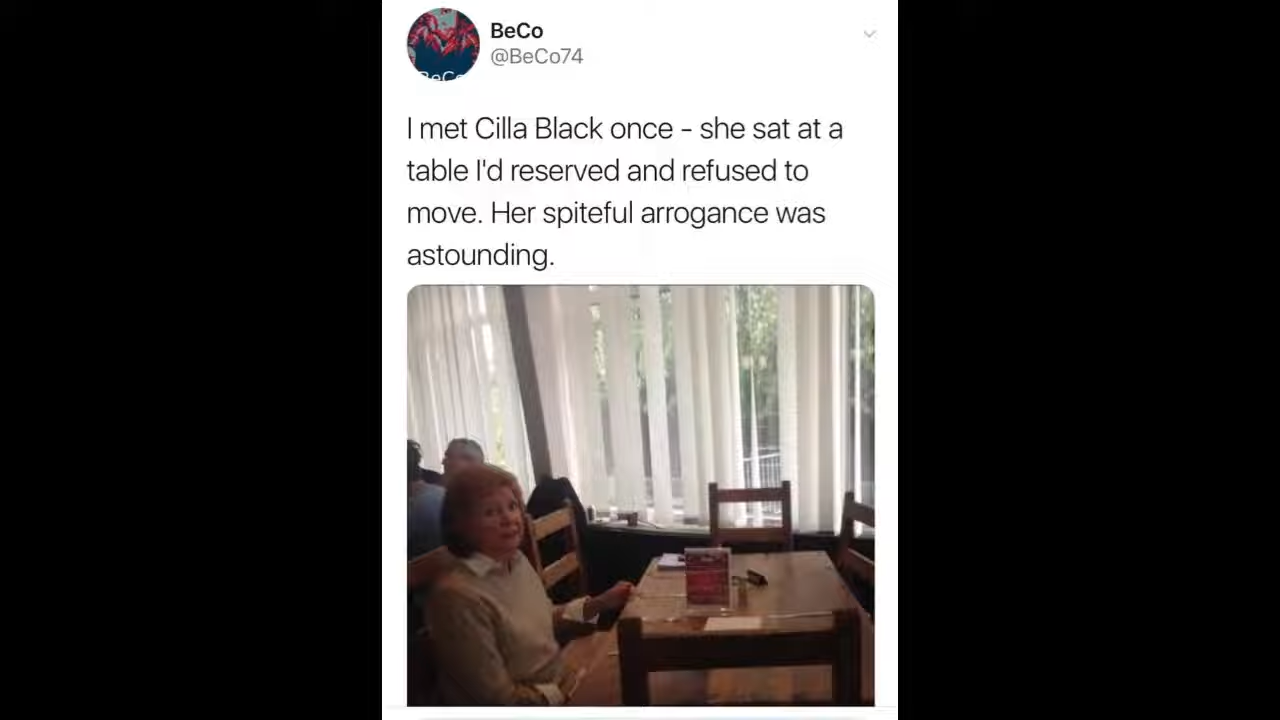 BeCo
@BeCo74
BeCo
I met Cilla Black once - she sat at a
table I'd reserved and refused to
move. Her spiteful arrogance was
astounding.